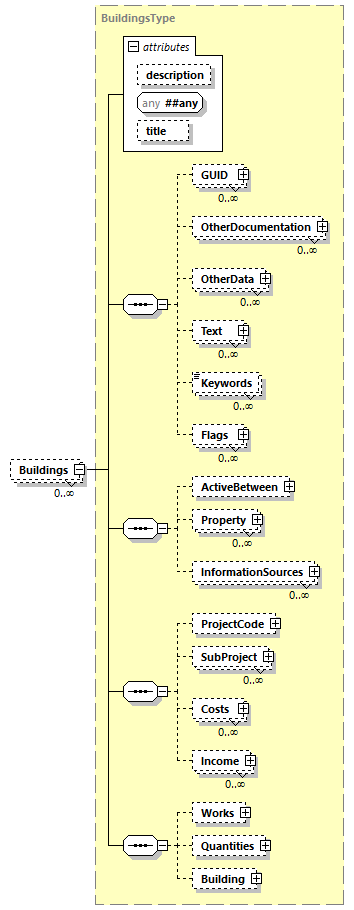 BuildingsType
attributes
description
any ##any
title
GUID
0..∞
OtherDocumentation
0..∞
OtherData
0..∞
Text
0..∞
Keywords
0..∞
Flags
0..∞
Buildings
0..∞
ActiveBetween
Property
0..∞
InformationSources
0..∞
ProjectCode
SubProject
0..∞
Costs
0..∞
Income
0..∞
Works
Quantities
Building